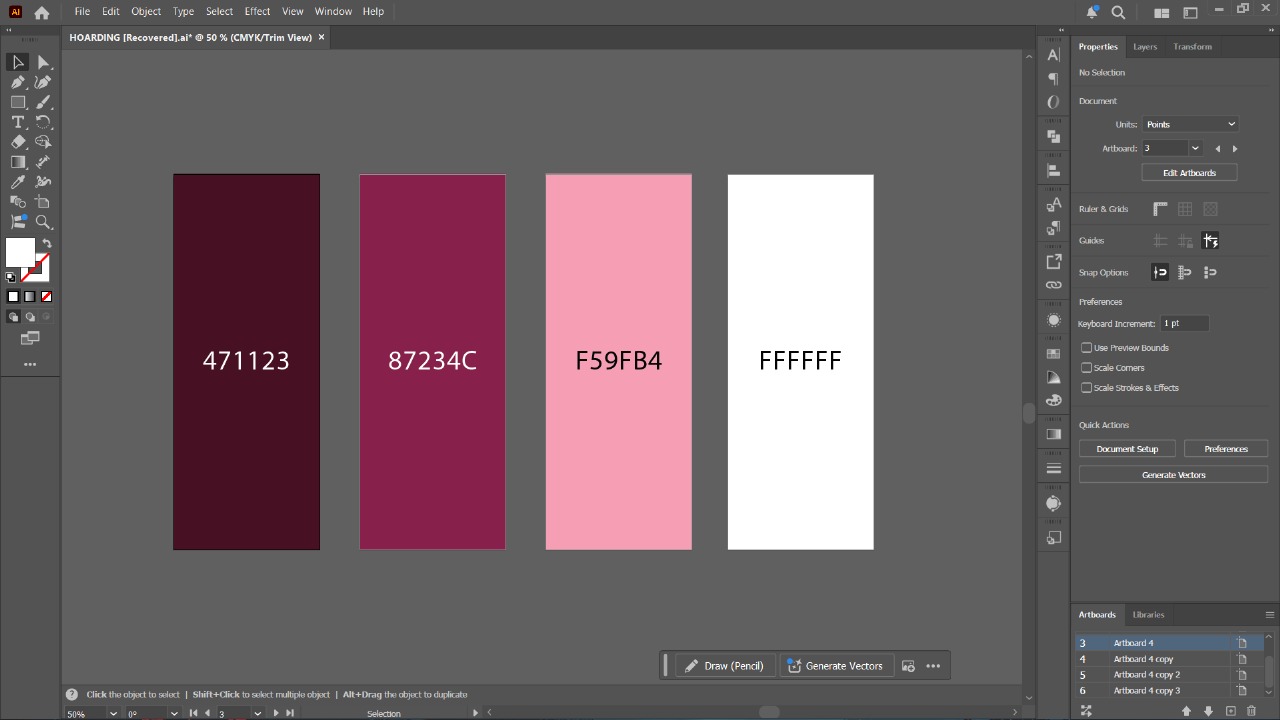 Ai File Edit Object Type Select Effect View Window Help
HOARDING [Recovered].ai* @ 50 % (CMYK/Trim View) ×
Properties Layers Transform
No Selection
Document
Units: Points
Artboard: 3
Edit Artboards
Ruler & Grids
Guides
Snap Options
Preferences
Keyboard Increment: 1 pt
Use Preview Bounds
Scale Corners
Scale Strokes & Effects
Quick Actions
Document Setup Preferences
Generate Vectors
471123 87234C F59FB4 FFFFFF
Artboards Libraries
3 Artboard 4
4 Artboard 4 copy
5 Artboard 4 copy 2
6 Artboard 4 copy 3
Draw (Pencil) Generate Vectors
Click the object to select | Shift+Click to select multiple object | Alt+Drag the object to duplicate
50% 0° 3 Selection